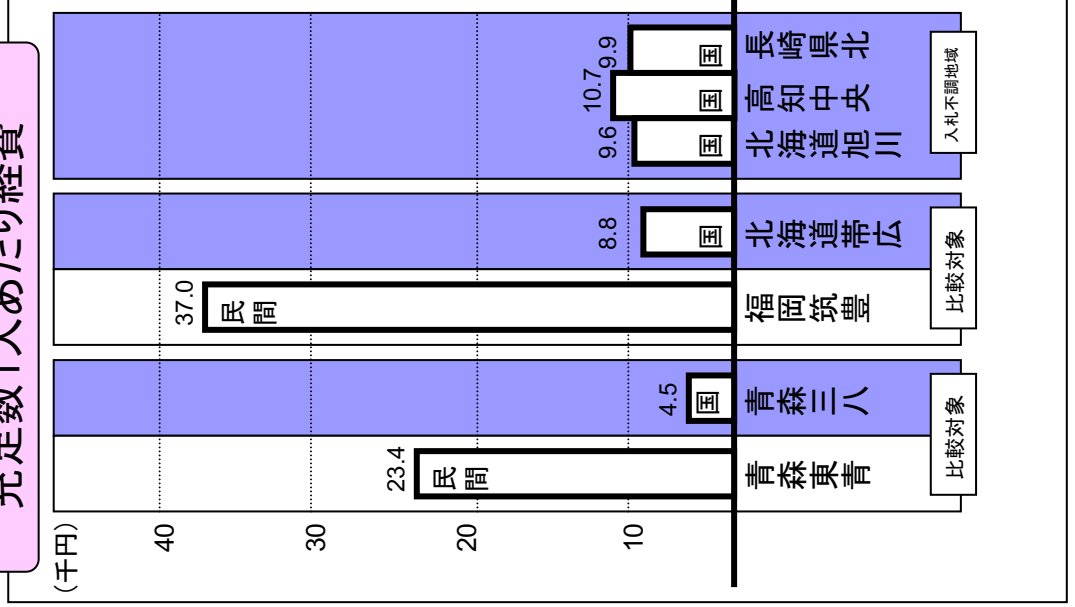 充足数1人あたり経費
(千円)
40
30
20
10
23.4
民間
青森東青
4.5
国
青森三八
比較対象
37.0
民間
福岡筑豊
8.8
国
北海道帯広
比較対象
9.6
国
北海道旭川
10.7
国
高知中央
9.9
国
長崎県北
入札不調地域